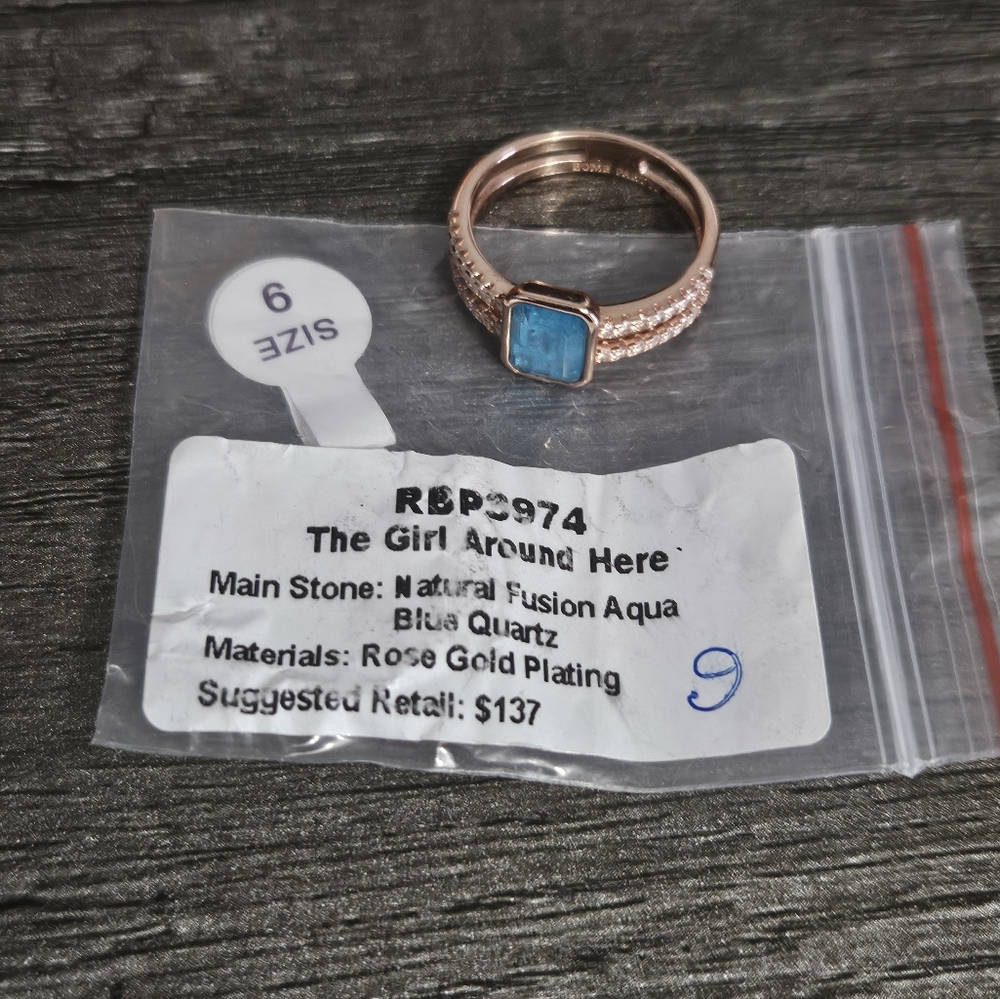 SIZE
9
RBP3974
The Girl Around Here
Main Stone: Natural Fusion Aqua
Blue Quartz
Materials: Rose Gold Plating
Suggested Retail: $137
9